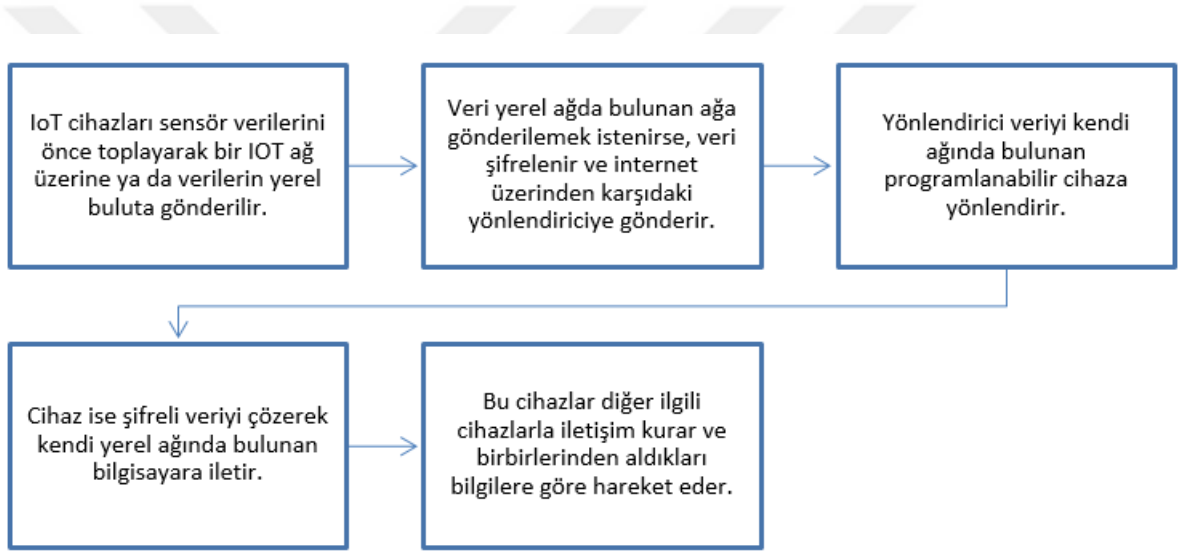 IoT cihazları sensör verilerini
önce toplayarak bir IOT ağ
üzerine ya da verilerin yerel
buluta gönderilir.
Veri yerel ağda bulunan ağa
gönderilemek istenirse, veri
şifrelenir ve internet
üzerinden karşıdaki
yönlendiriciye gönderir.
Yönlendirici veriyi kendi
ağında bulunan
programlanabilir cihaza
yönlendirir.
Cihaz ise şifreli veriyi çözerek
kendi yerel ağında bulunan
bilgisayara iletir.
Bu cihazlar diğer ilgili
cihazlarla iletişim kurar ve
birbirlerinden aldıkları
bilgilere göre hareket eder.